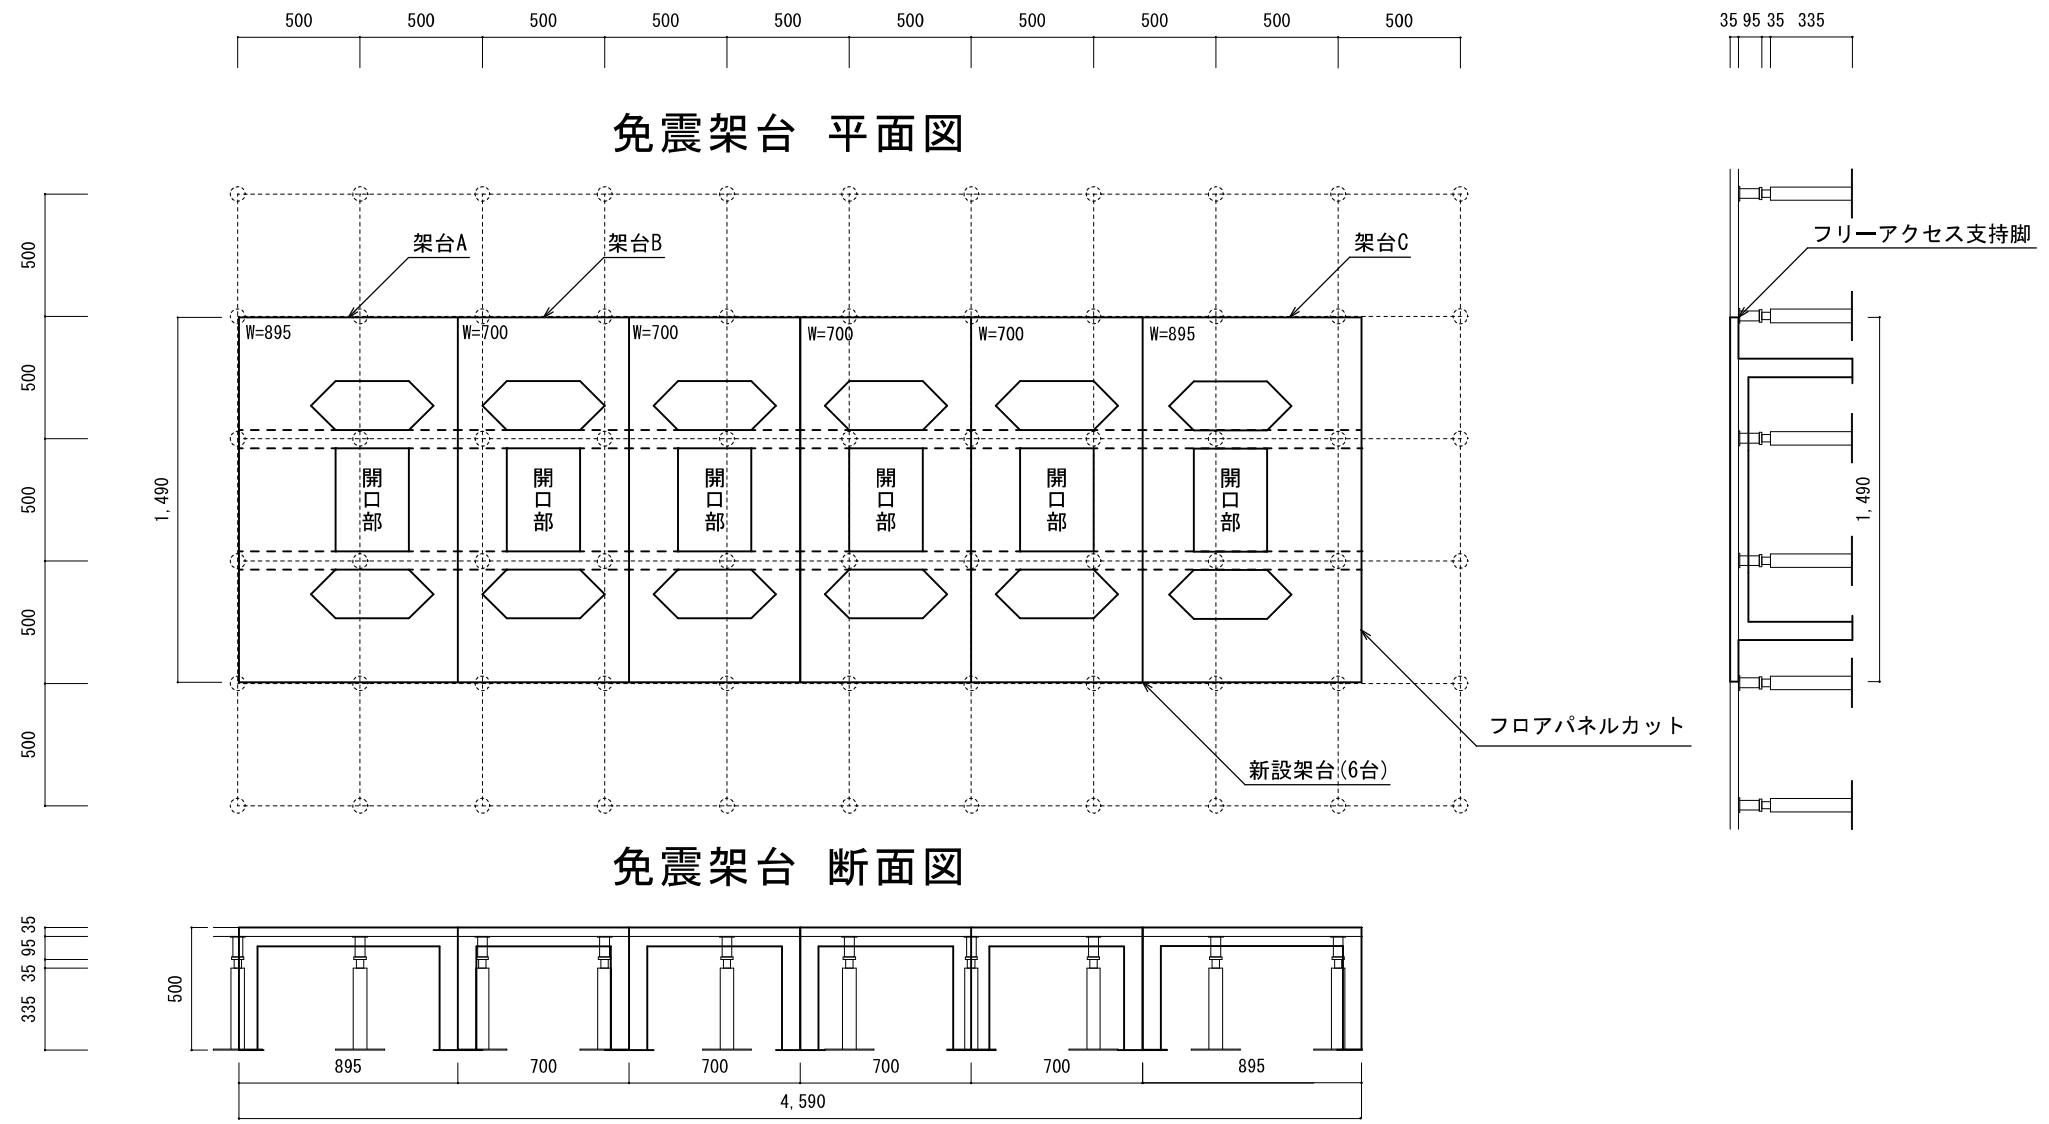 500 500 500 500 500 500 500 500 500 500
35 95 35 335
免震架台 平面図
架台A 架台B 架台C
フリーアクセス支持脚
W=895 W=700 W=700 W=700 W=700 W=895
500
500
500
500
500
1,490
開口部 開口部 開口部 開口部 開口部 開口部
1,490
フロアパネルカット
新設架台(6台)
免震架台 断面図
35
95
35
335
500
895 700 700 700 700 895
4,590